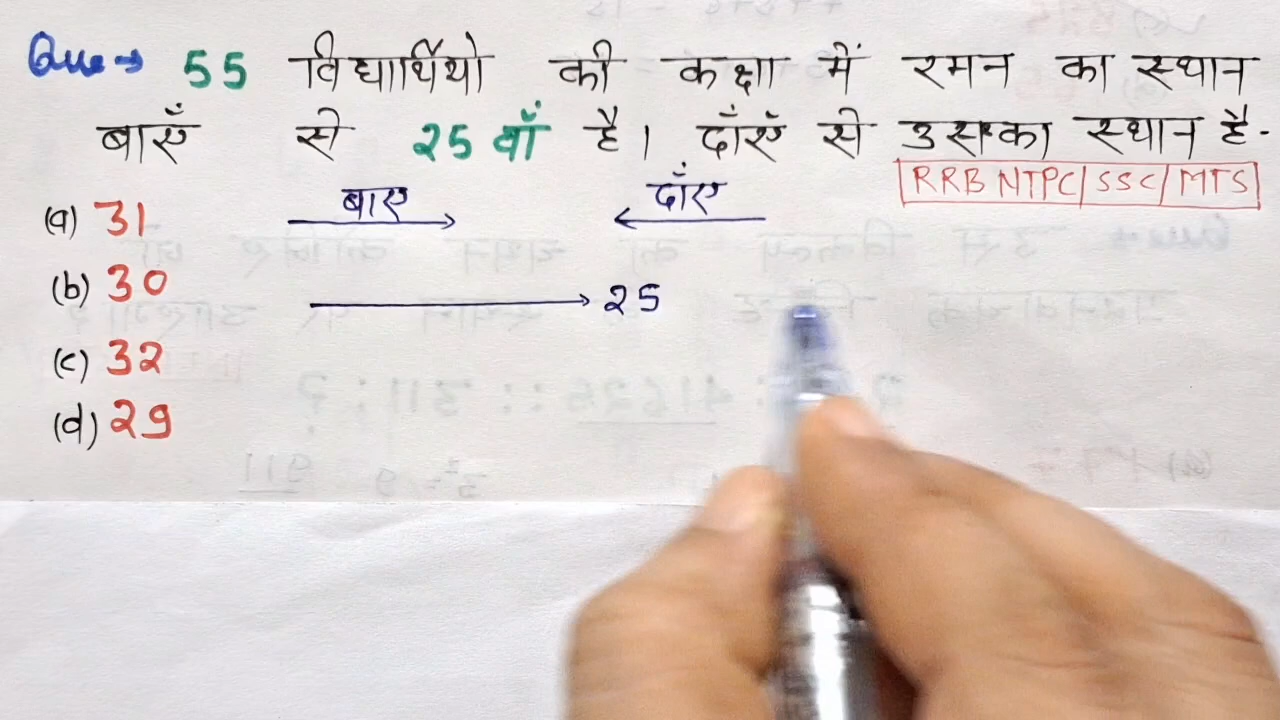 Que→ 55 विद्यार्थियो की कक्षा में रमन का स्थान
बाएँ से 25 वाँ है। दाँएँ से उसका स्थान है-
RRB NTPC/SSC/MTS
(a) 31
बाए
दाँए
(b) 30
25
(c) 32
(d) 29